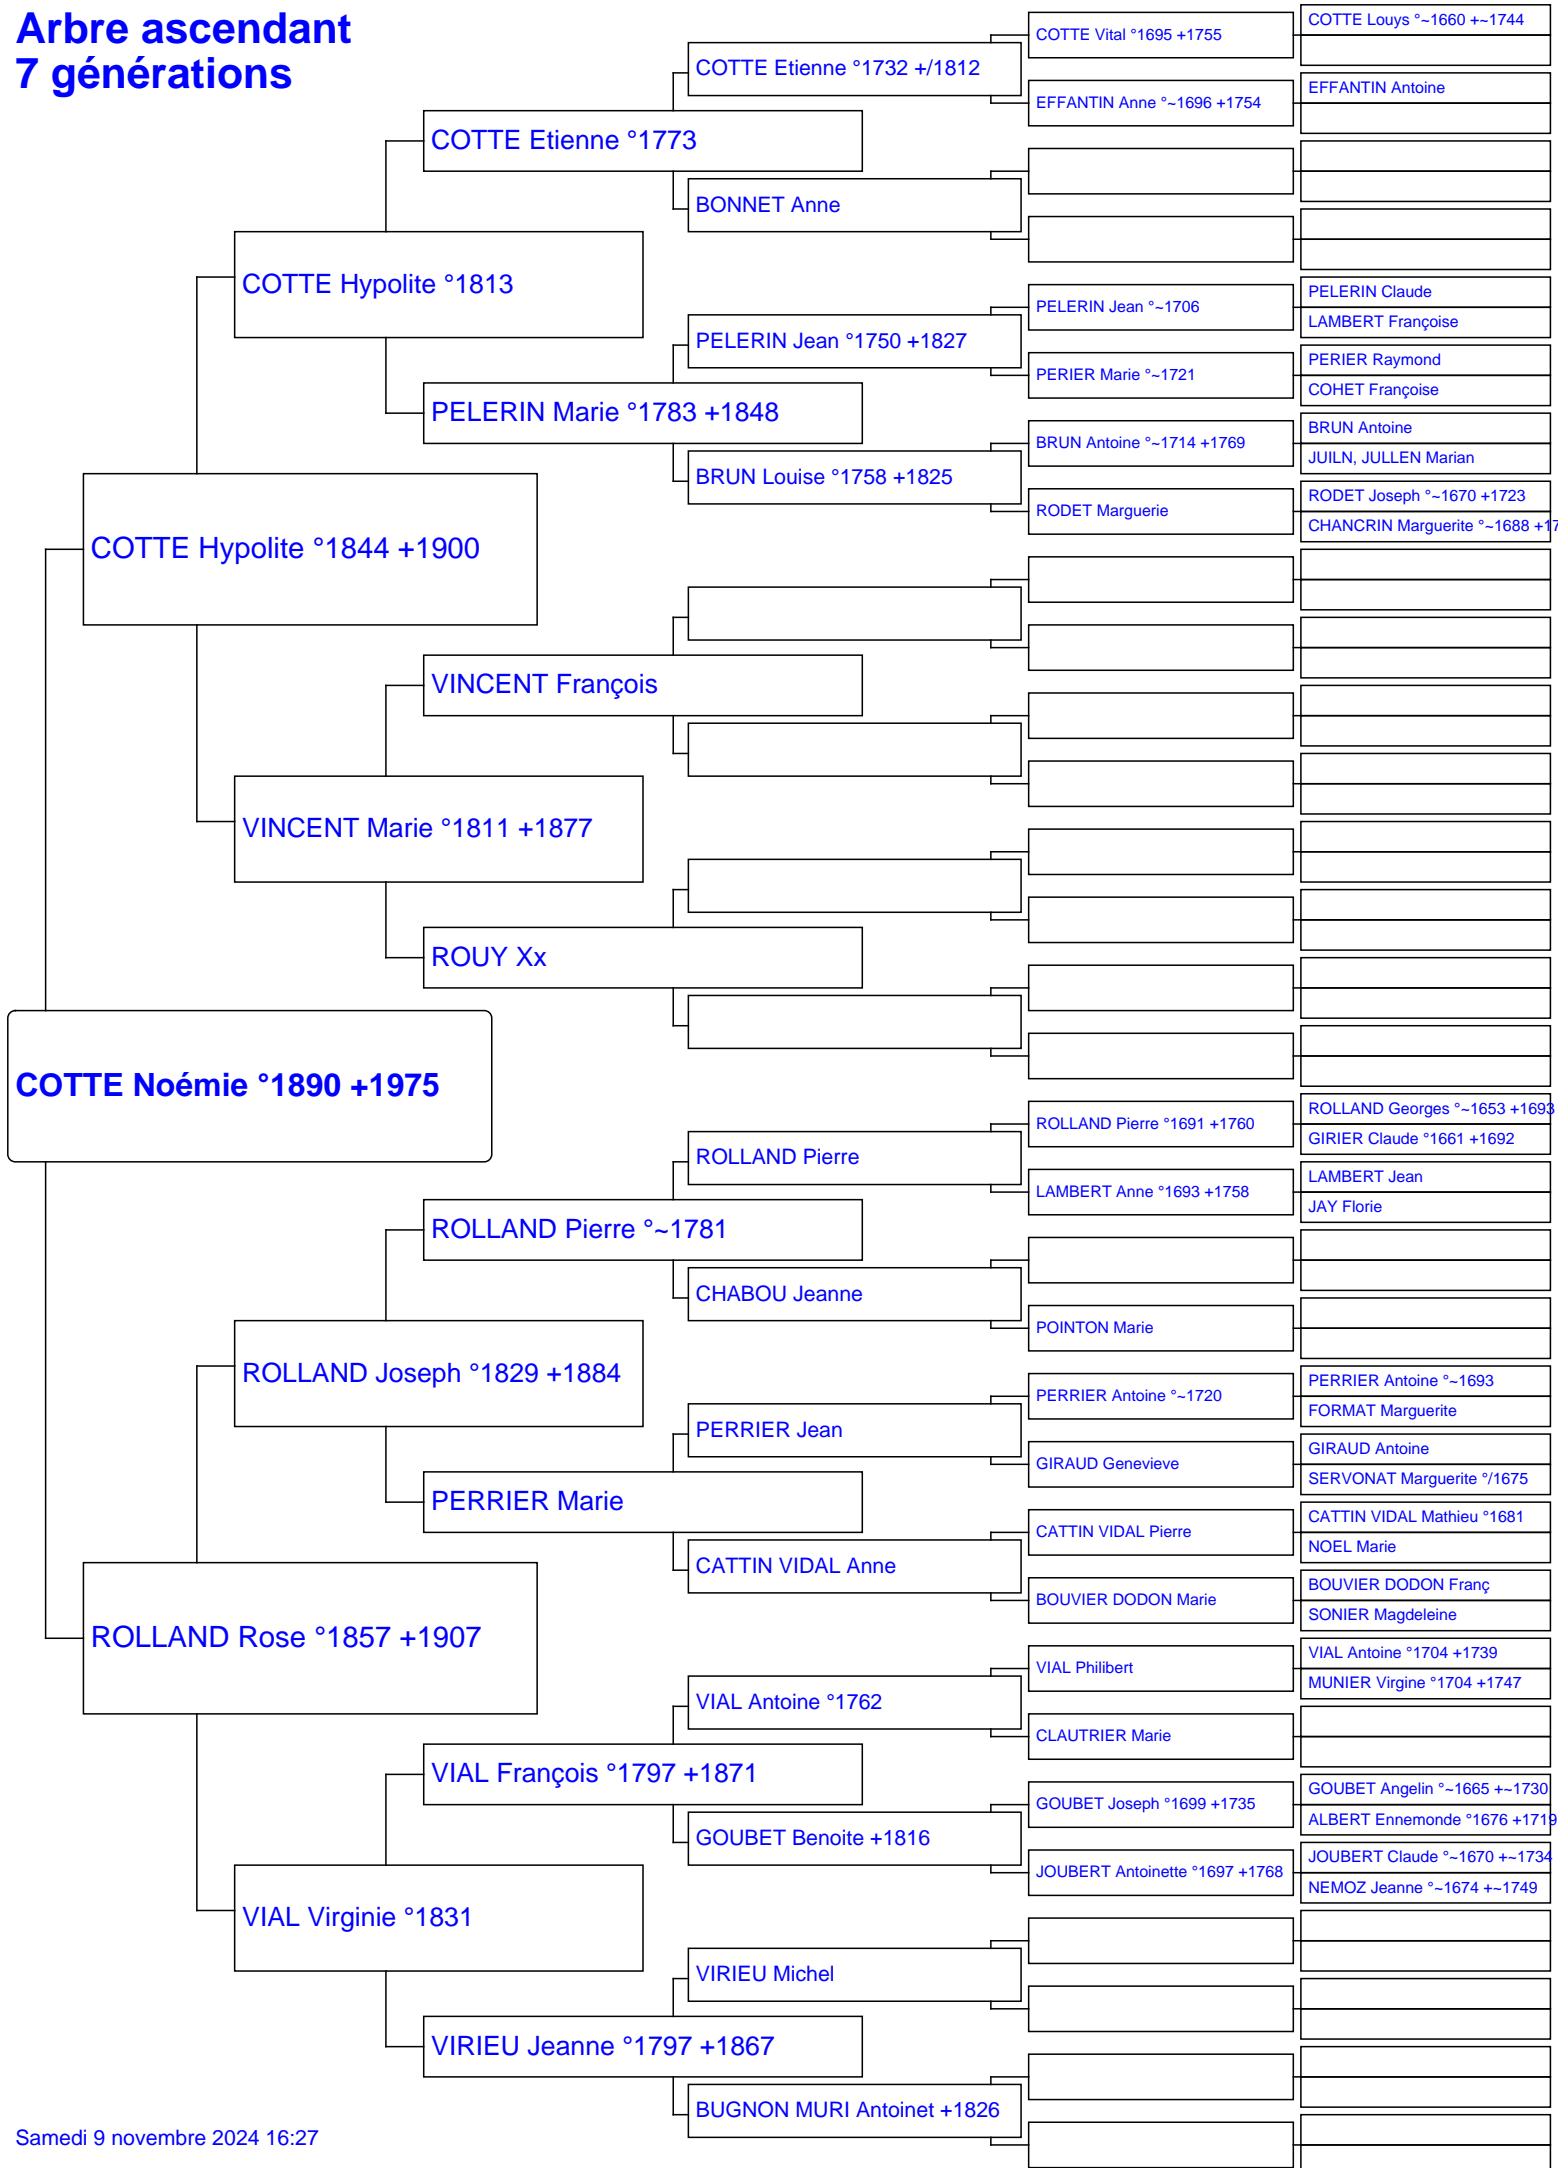 Arbre ascendant
7 générations
COTTE Louys °~1660 +~1744
COTTE Vital °1695 +1755
COTTE Etienne °1732 +/1812
EFFANTIN Antoine
EFFANTIN Anne °~1696 +1754
COTTE Etienne °1773
BONNET Anne
COTTE Hypolite °1813
PELERIN Claude
PELERIN Jean °~1706
LAMBERT Françoise
PELERIN Jean °1750 +1827
PERIER Raymond
PERIER Marie °~1721
COHET Françoise
PELERIN Marie °1783 +1848
BRUN Antoine
BRUN Antoine °~1714 +1769
JUILN, JULLEN Marian
BRUN Louise °1758 +1825
RODET Joseph °~1670 +1723
RODET Marguerie
CHANCRIN Marguerite °~1688 +17
COTTE Hypolite °1844 +1900
VINCENT François
VINCENT Marie °1811 +1877
ROUY Xx
COTTE Noémie °1890 +1975
ROLLAND Georges °~1653 +1693
ROLLAND Pierre °1691 +1760
GIRIER Claude °1661 +1692
ROLLAND Pierre
LAMBERT Jean
LAMBERT Anne °1693 +1758
JAY Florie
ROLLAND Pierre °~1781
CHABOU Jeanne
POINTON Marie
ROLLAND Joseph °1829 +1884
PERRIER Antoine °~1693
PERRIER Antoine °~1720
FORMAT Marguerite
PERRIER Jean
GIRAUD Antoine
GIRAUD Genevieve
SERVONAT Marguerite °/1675
PERRIER Marie
CATTIN VIDAL Mathieu °1681
CATTIN VIDAL Pierre
NOEL Marie
CATTIN VIDAL Anne
BOUVIER DODON Franç
BOUVIER DODON Marie
SONIER Magdeleine
ROLLAND Rose °1857 +1907
VIAL Antoine °1704 +1739
VIAL Philibert
MUNIER Virgine °1704 +1747
VIAL Antoine °1762
CLAUTRIER Marie
VIAL François °1797 +1871
GOUBET Angelin °~1665 +~1730
GOUBET Joseph °1699 +1735
ALBERT Ennemonde °1676 +1719
GOUBET Benoite +1816
JOUBERT Claude °~1670 +~1734
JOUBERT Antoinette °1697 +1768
NEMOZ Jeanne °~1674 +~1749
VIAL Virginie °1831
VIRIEU Michel
VIRIEU Jeanne °1797 +1867
BUGNON MURI Antoinet +1826
Samedi 9 novembre 2024 16:27